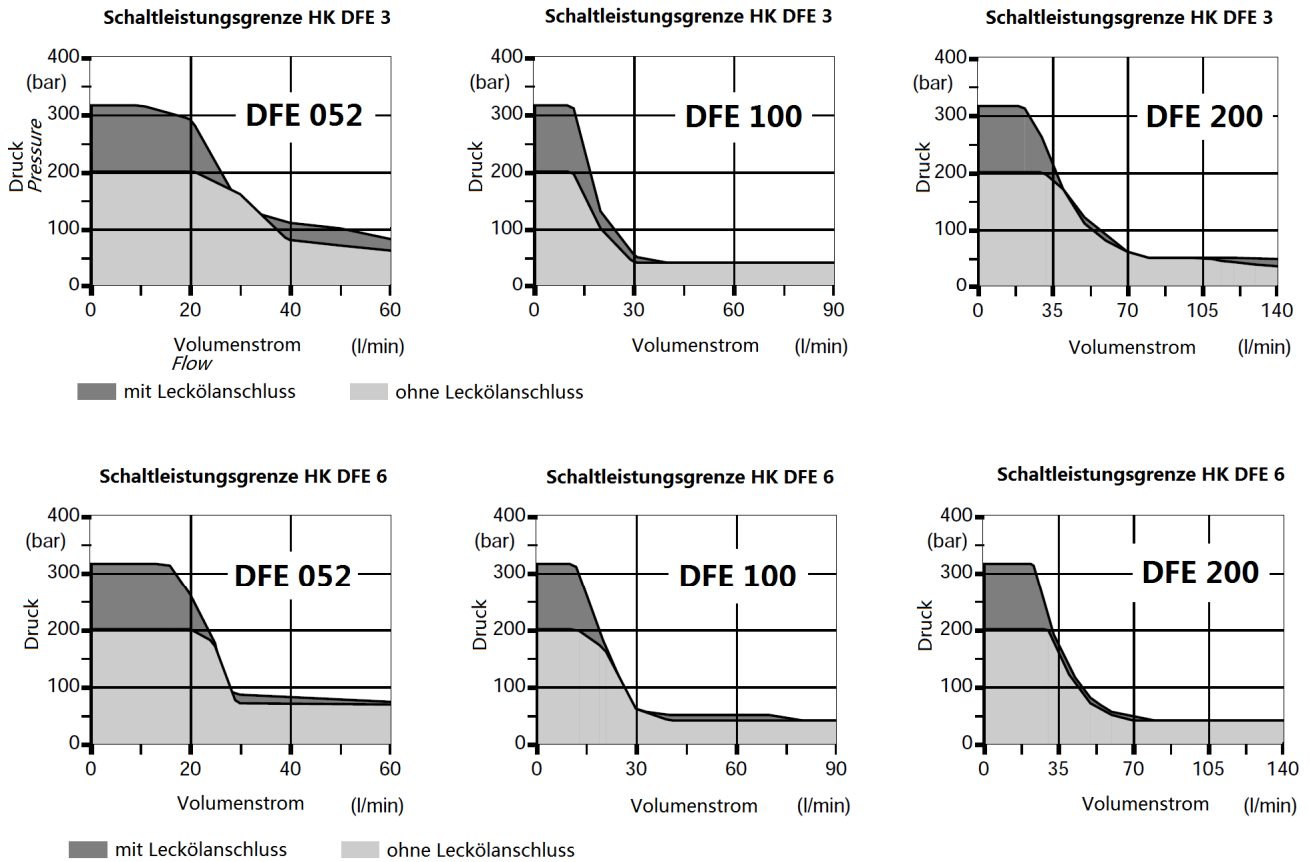 Schaltleistungsgrenze HK DFE 3
400
(bar)
300
200
100
0
Druck
Pressure
DFE 052
0 20 40 60
Volumenstrom (l/min)
Flow
Schaltleistungsgrenze HK DFE 3
400
(bar)
300
200
100
0
Druck
DFE 100
0 30 60 90
Volumenstrom (l/min)
Schaltleistungsgrenze HK DFE 3
400
(bar)
300
200
100
0
Druck
DFE 200
0 35 70 105 140
Volumenstrom (l/min)
mit Leckölanschluss ohne Leckölanschluss
Schaltleistungsgrenze HK DFE 6
400
(bar)
300
200
100
0
Druck
DFE 052
0 20 40 60
Volumenstrom (l/min)
Schaltleistungsgrenze HK DFE 6
400
(bar)
300
200
100
0
Druck
DFE 100
0 30 60 90
Volumenstrom (l/min)
Schaltleistungsgrenze HK DFE 6
400
(bar)
300
200
100
0
Druck
DFE 200
0 35 70 105 140
Volumenstrom (l/min)
mit Leckölanschluss ohne Leckölanschluss